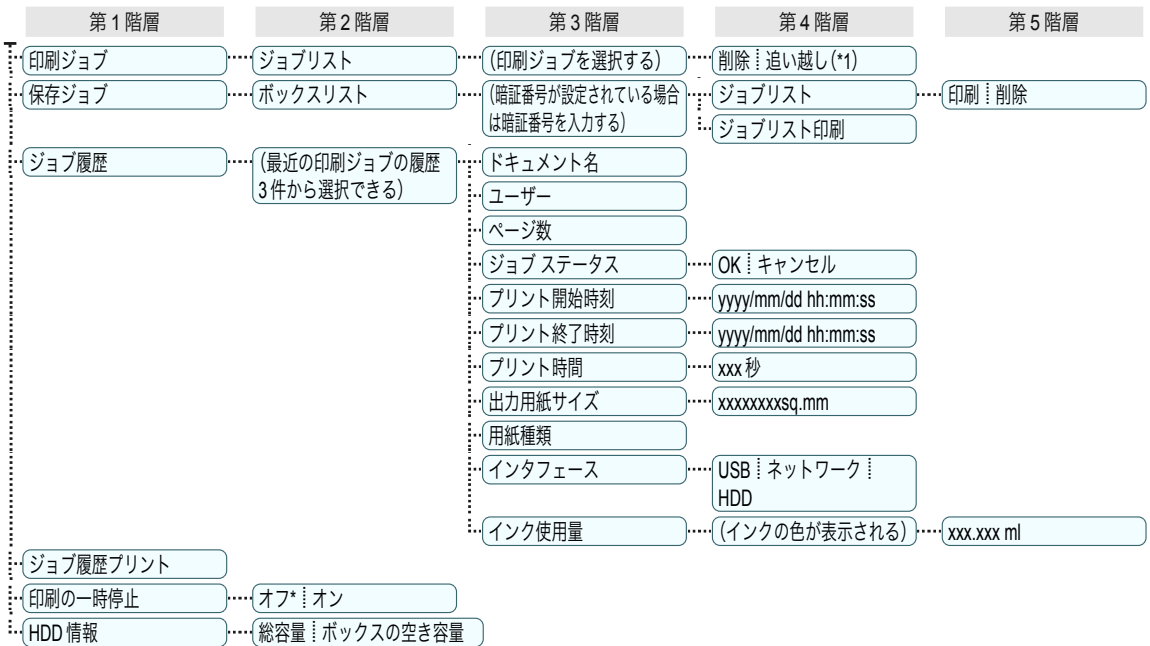 第1階層 第2階層 第3階層 第4階層 第5階層
印刷ジョブ ジョブリスト (印刷ジョブを選択する) 削除┊追い越し(*1)
保存ジョブ ボックスリスト (暗証番号が設定されている場合 ジョブリスト 印刷┊削除
は暗証番号を入力する) ジョブリスト印刷
ジョブ履歴 (最近の印刷ジョブの履歴 ドキュメント名
3件から選択できる) ユーザー
ページ数
ジョブ ステータス OK┊キャンセル
プリント開始時刻 yyyy/mm/dd hh:mm:ss
プリント終了時刻 yyyy/mm/dd hh:mm:ss
プリント時間 xxx秒
出力用紙サイズ xxxxxxxxsq.mm
用紙種類
インタフェース USB┊ネットワーク┊
HDD
インク使用量 (インクの色が表示される) xxx.xxx ml
ジョブ履歴プリント
印刷の一時停止 オフ*┊オン
HDD情報 総容量┊ボックスの空き容量